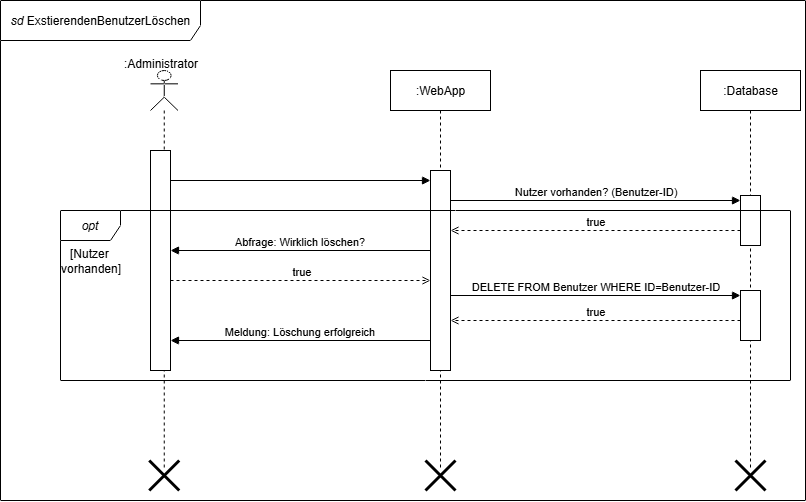 sd ExstierendenBenutzerLöschen
:Administrator
:WebApp
:Database
Nutzer vorhanden? (Benutzer-ID)
opt
true
[Nutzer
vorhanden]
Abfrage: Wirklich löschen?
true
DELETE FROM Benutzer WHERE ID=Benutzer-ID
true
Meldung: Löschung erfolgreich